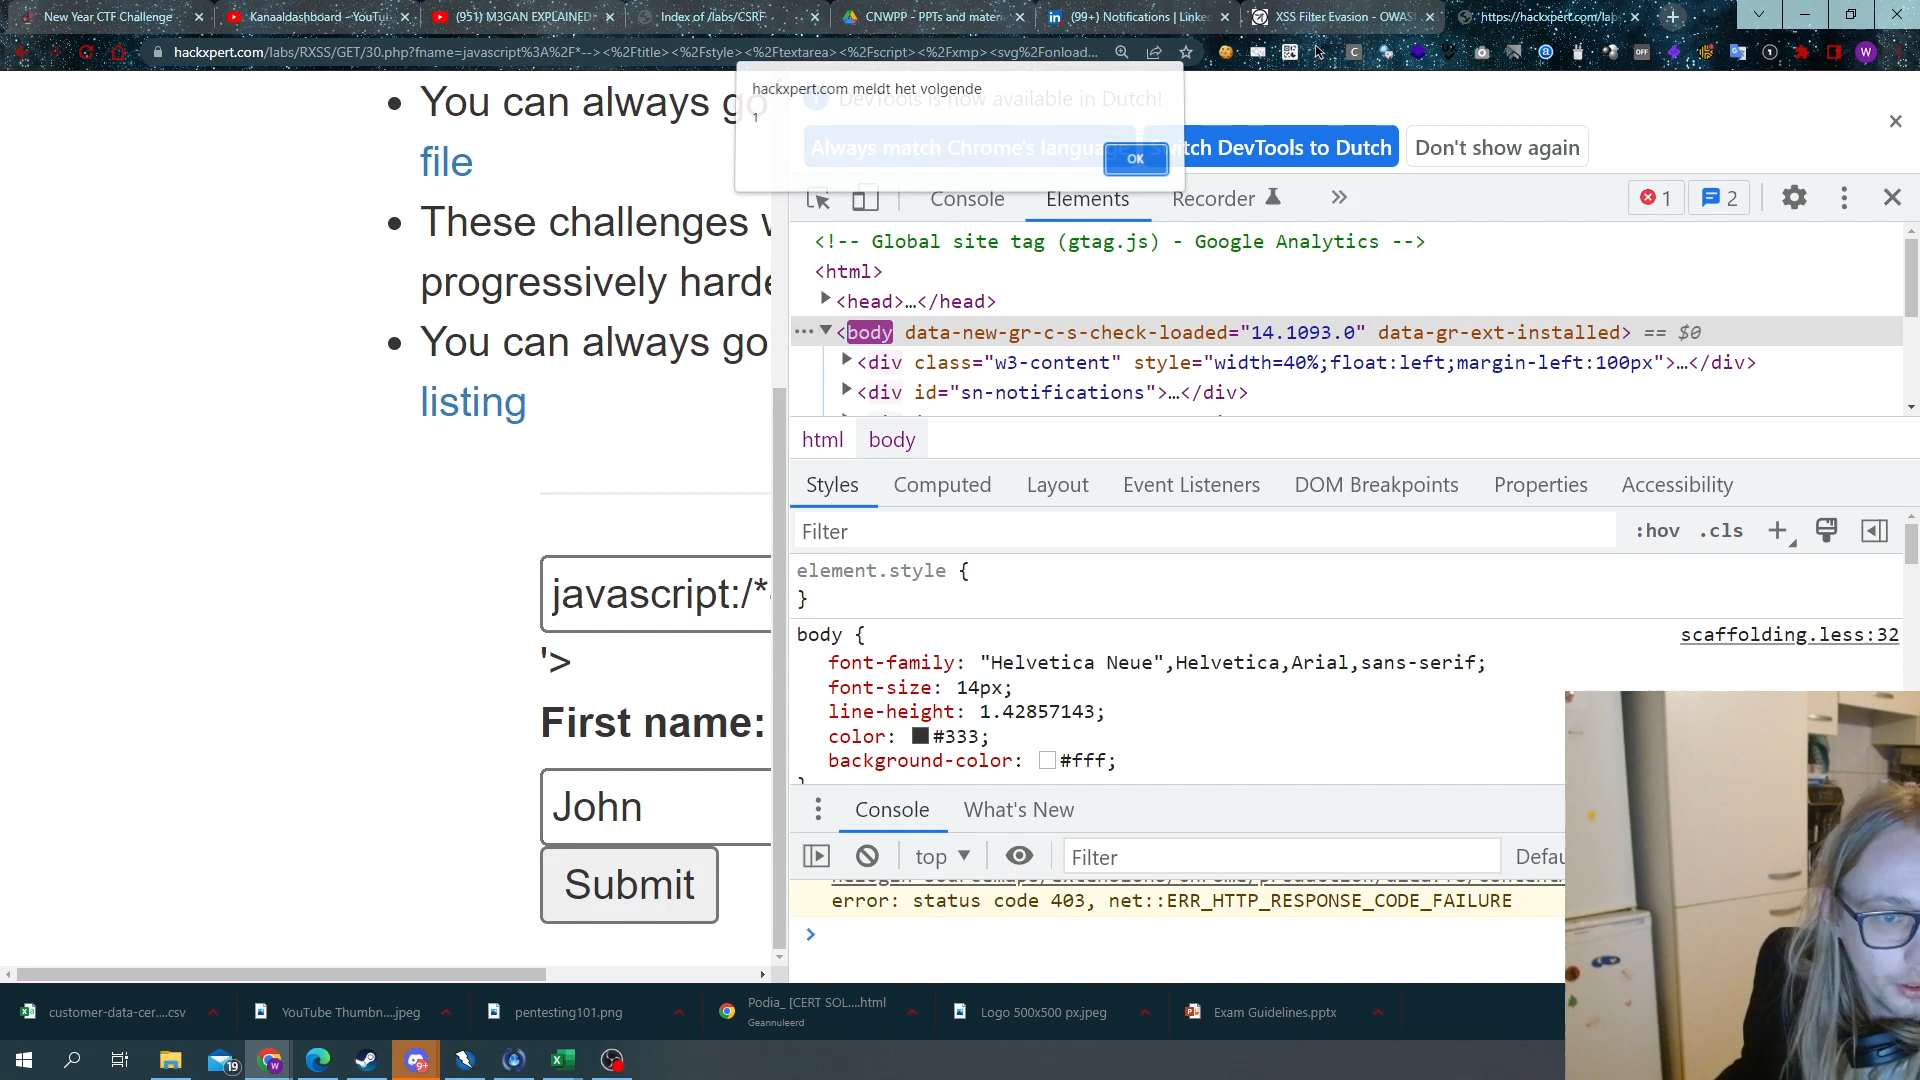 New Year CTF Challenge
Kanaaldashboard - YouTu
(951) M3GAN EXPLAINED
Index of /labs/CSRF
CNWPP - PPTs and mater
(99+) Notifications | Linke
XSS Filter Evasion - OWAS
https://hackxpert.com/lab
hackxpert.com/labs/RXSS/GET/30.php?fname=javascript%3A%2F*--><%2Ftitle><%2Fstyle><%2Ftextarea><%2Fscript><%2Fxmp><svg%2Fonload...
hackxpert.com meldt het volgende
1
OK
DevTools is now available in Dutch!
Always match Chrome's language
Switch DevTools to Dutch
Don't show again
You can always go
file
These challenges w
progressively harde
You can always go
listing
javascript:/*-
'>
First name:
John
Submit
Console
Elements
Recorder
1
2
<!-- Global site tag (gtag.js) - Google Analytics -->
<html>
<head>…</head>
<body data-new-gr-c-s-check-loaded="14.1093.0" data-gr-ext-installed> == $0
<div class="w3-content" style="width=40%;float:left;margin-left:100px">…</div>
<div id="sn-notifications">…</div>
html
body
Styles
Computed
Layout
Event Listeners
DOM Breakpoints
Properties
Accessibility
Filter
:hov
.cls
element.style {
}
body {
scaffolding.less:32
font-family: "Helvetica Neue",Helvetica,Arial,sans-serif;
font-size: 14px;
line-height: 1.42857143;
color: #333;
background-color: #fff;
}
Console
What's New
top
Filter
Defau
error: status code 403, net::ERR_HTTP_RESPONSE_CODE_FAILURE
customer-data-cer....csv
YouTube Thumbn....jpeg
pentesting101.png
Podia_ [CERT SOL....html
Geannuleerd
Logo 500x500 px.jpeg
Exam Guidelines.pptx
19
9+